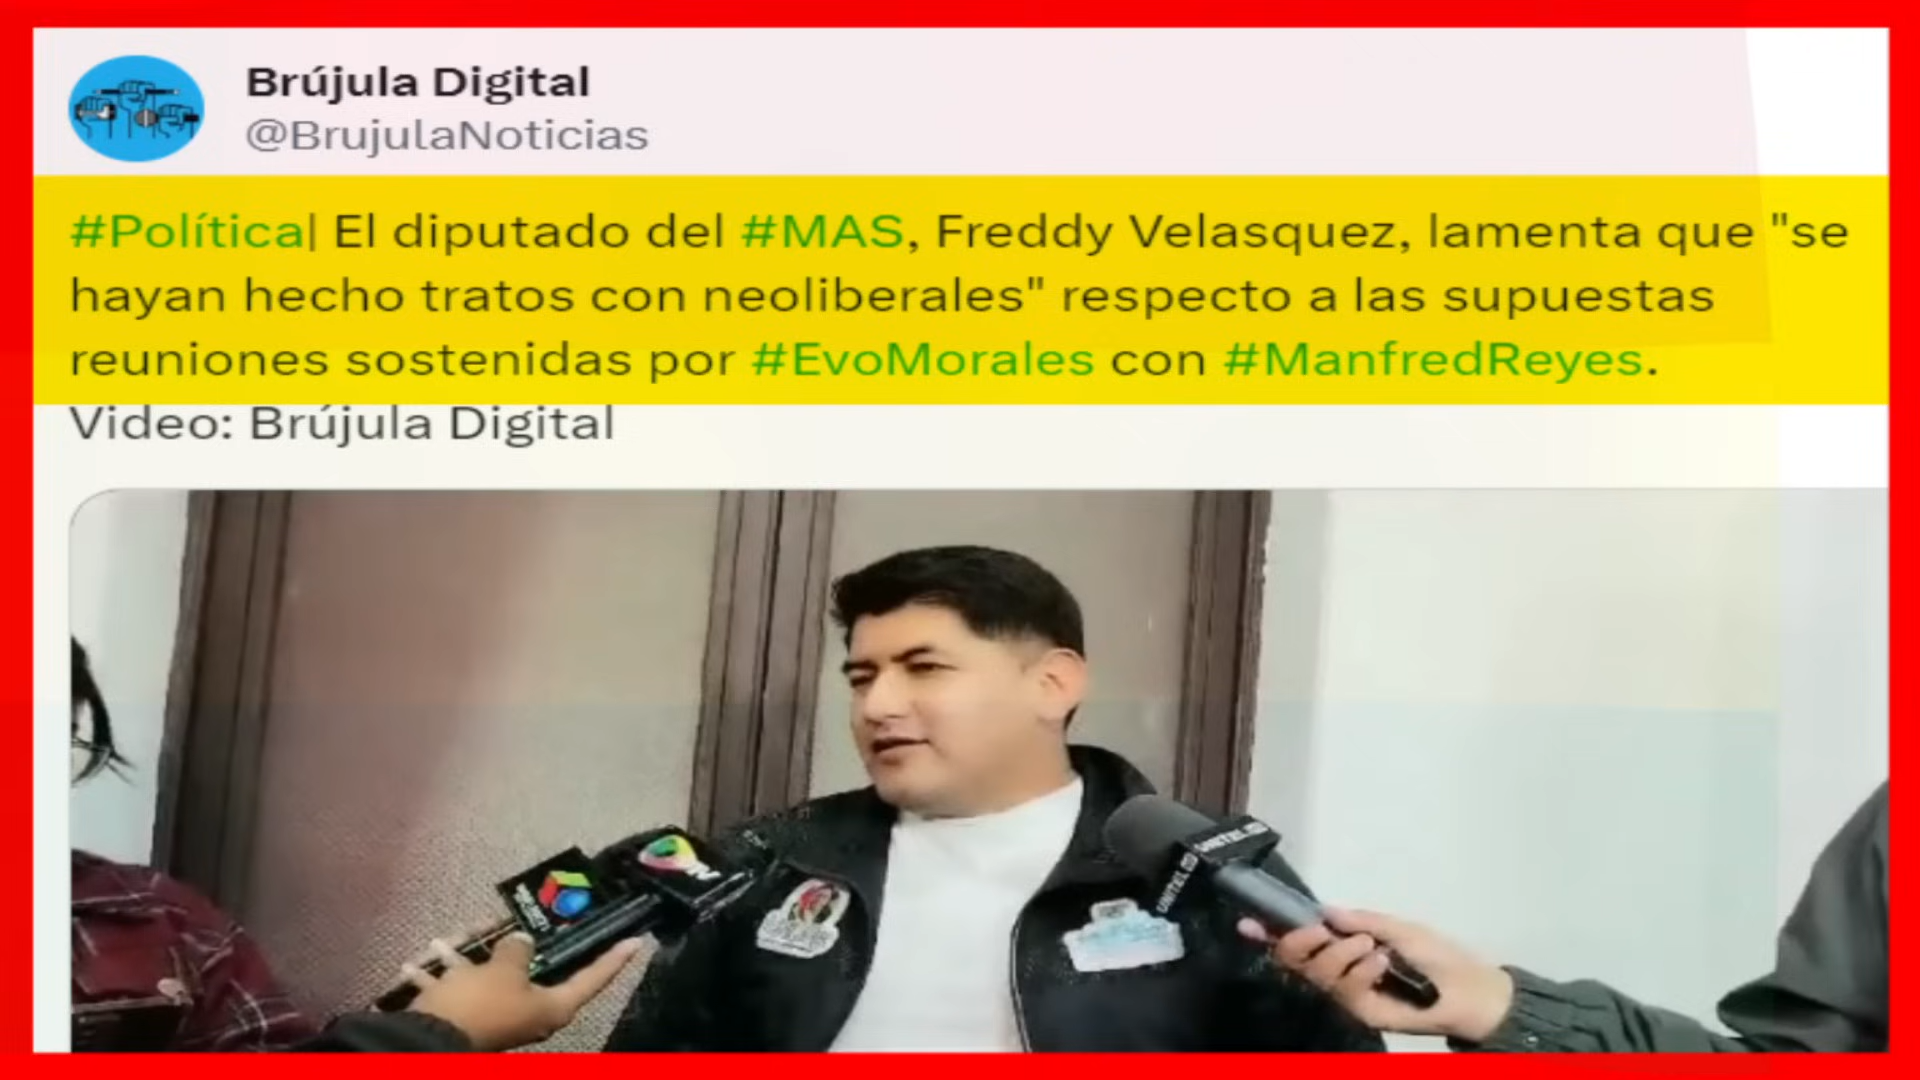 Brújula Digital
@BrujulaNoticias
#Política| El diputado del #MAS, Freddy Velasquez, lamenta que "se
hayan hecho tratos con neoliberales" respecto a las supuestas
reuniones sostenidas por #EvoMorales con #ManfredReyes.
Video: Brújula Digital